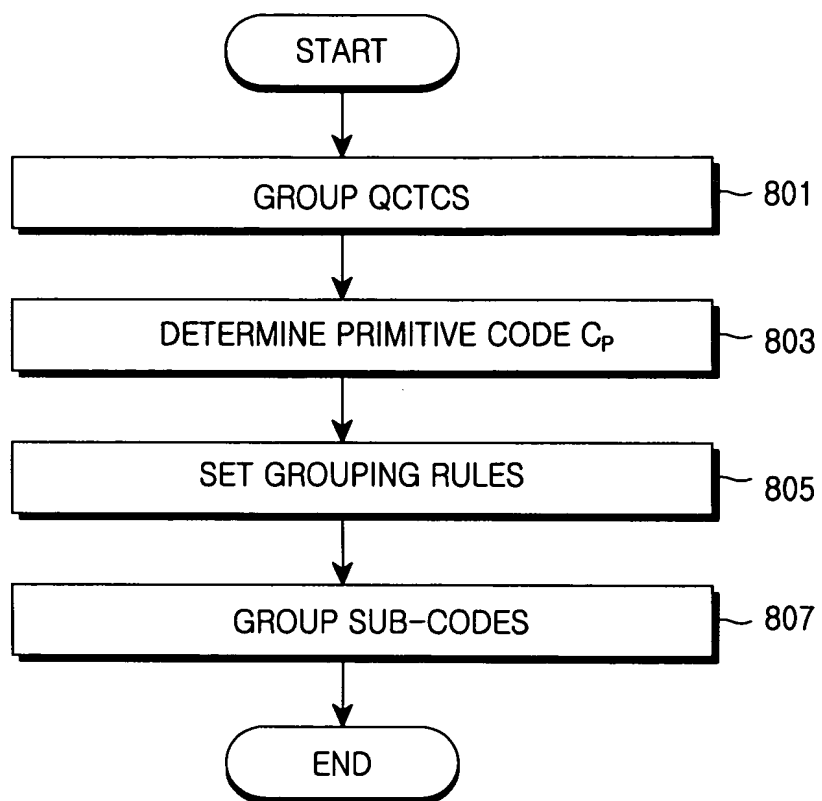 START
GROUP QCTCS
801
DETERMINE PRIMITIVE CODE CP
803
SET GROUPING RULES
805
GROUP SUB-CODES
807
END